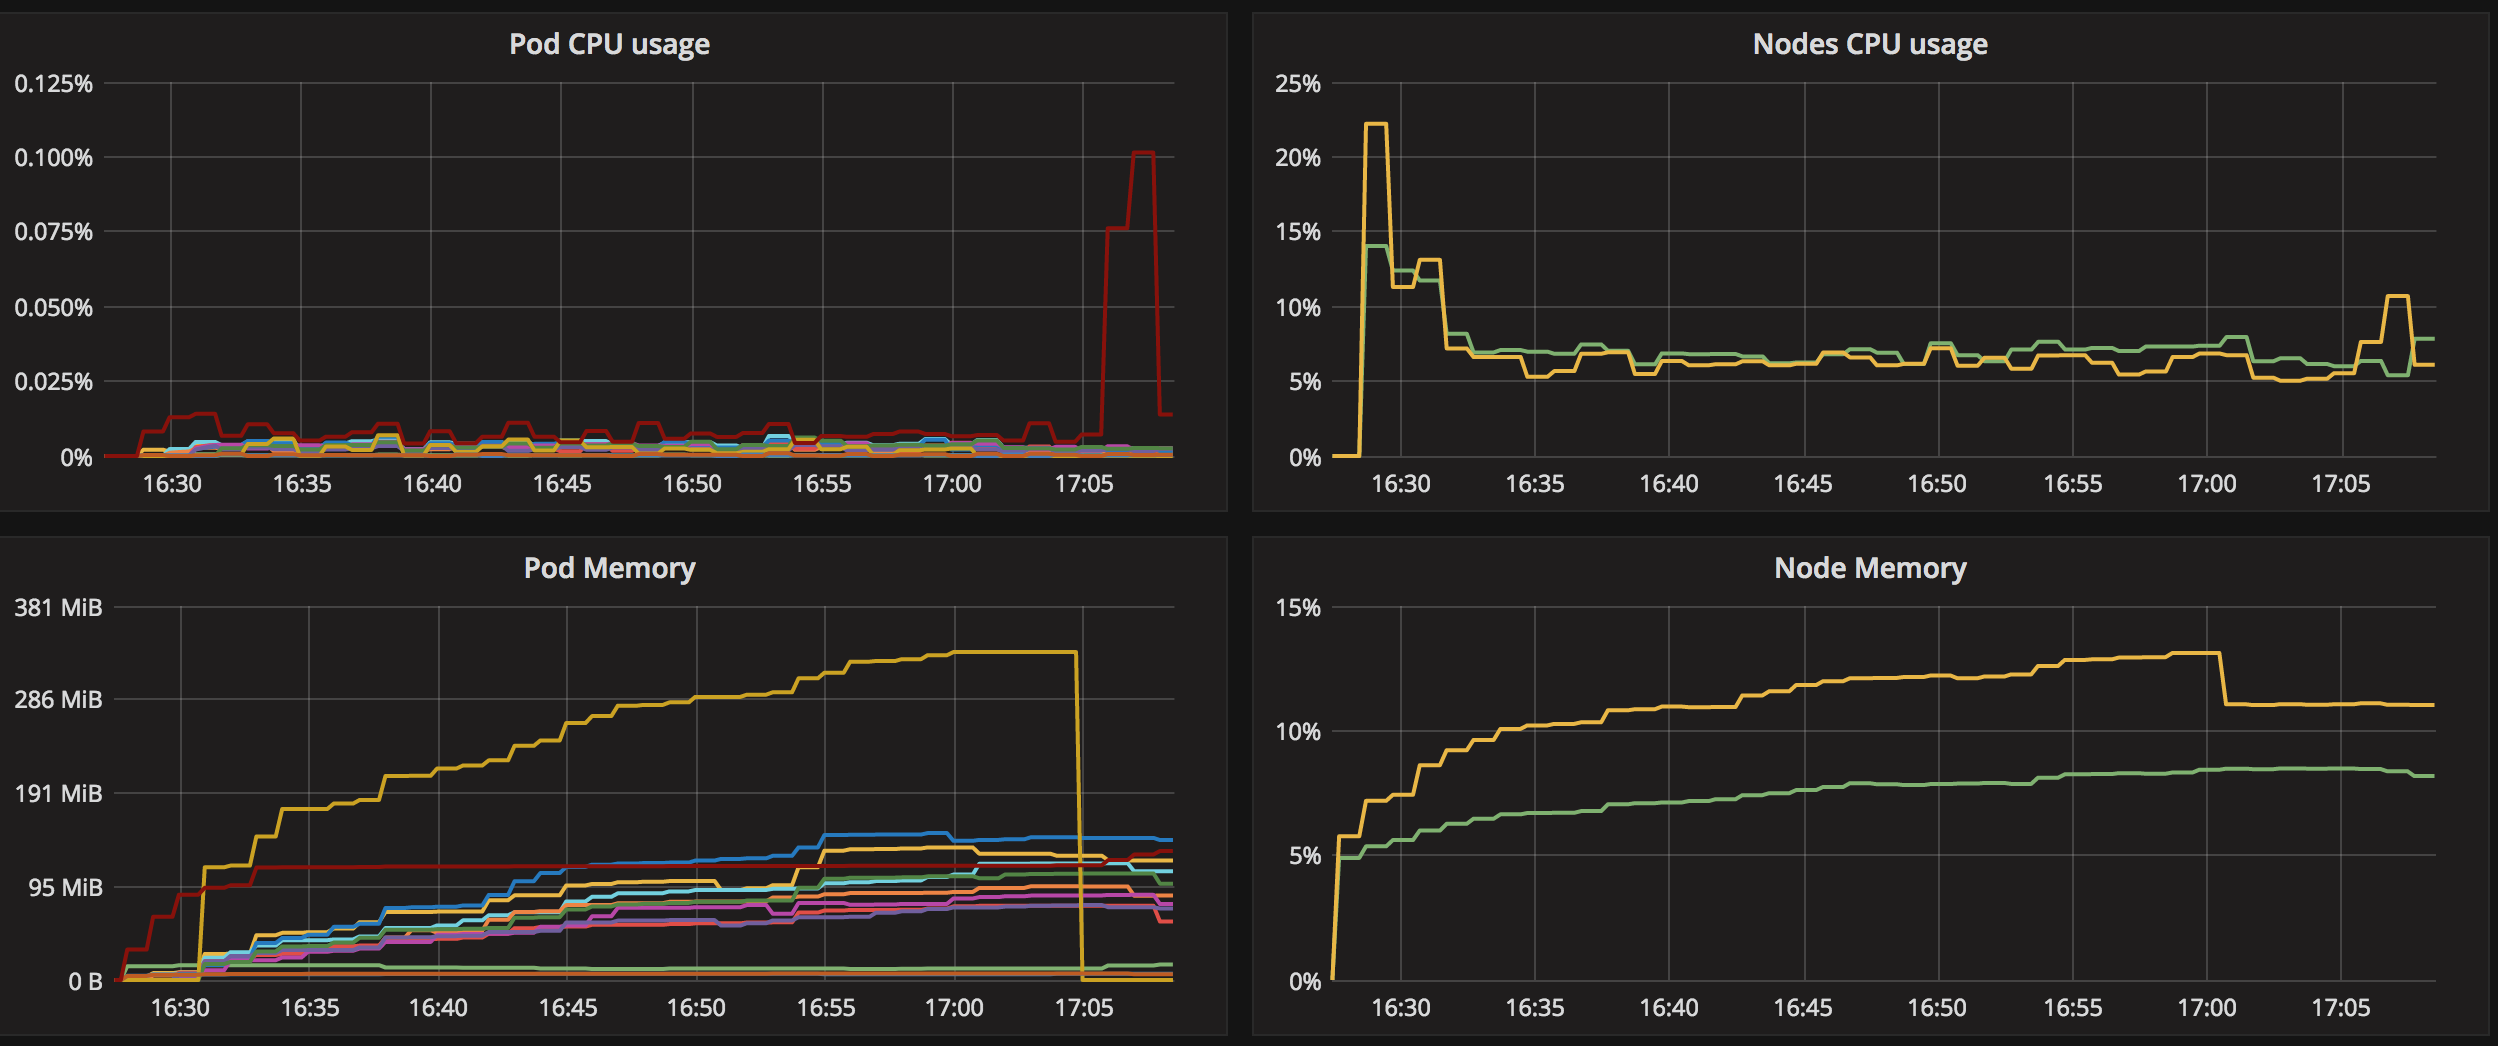 Pod CPU usage
0.125%
0.100%
0.075%
0.050%
0.025%
0%
16:30 16:35 16:40 16:45 16:50 16:55 17:00 17:05
Nodes CPU usage
25%
20%
15%
10%
5%
0%
16:30 16:35 16:40 16:45 16:50 16:55 17:00 17:05
Pod Memory
381 MiB
286 MiB
191 MiB
95 MiB
0 B
16:30 16:35 16:40 16:45 16:50 16:55 17:00 17:05
Node Memory
15%
10%
5%
0%
16:30 16:35 16:40 16:45 16:50 16:55 17:00 17:05